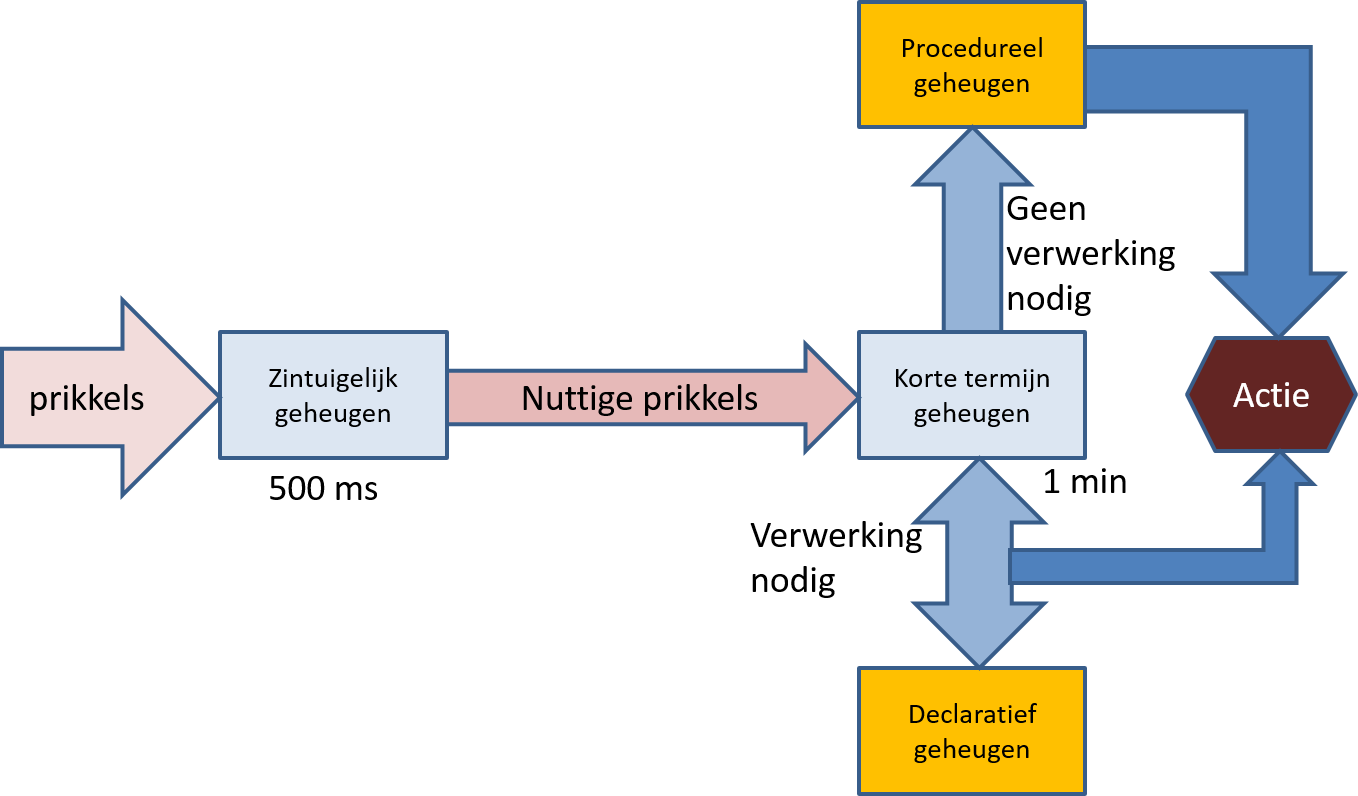 Procedureel
geheugen
Geen
verwerking
nodig
prikkels
Zintuigelijk
geheugen
Nuttige prikkels
Korte termijn
geheugen
Actie
500 ms
1 min
Verwerking
nodig
Declaratief
geheugen